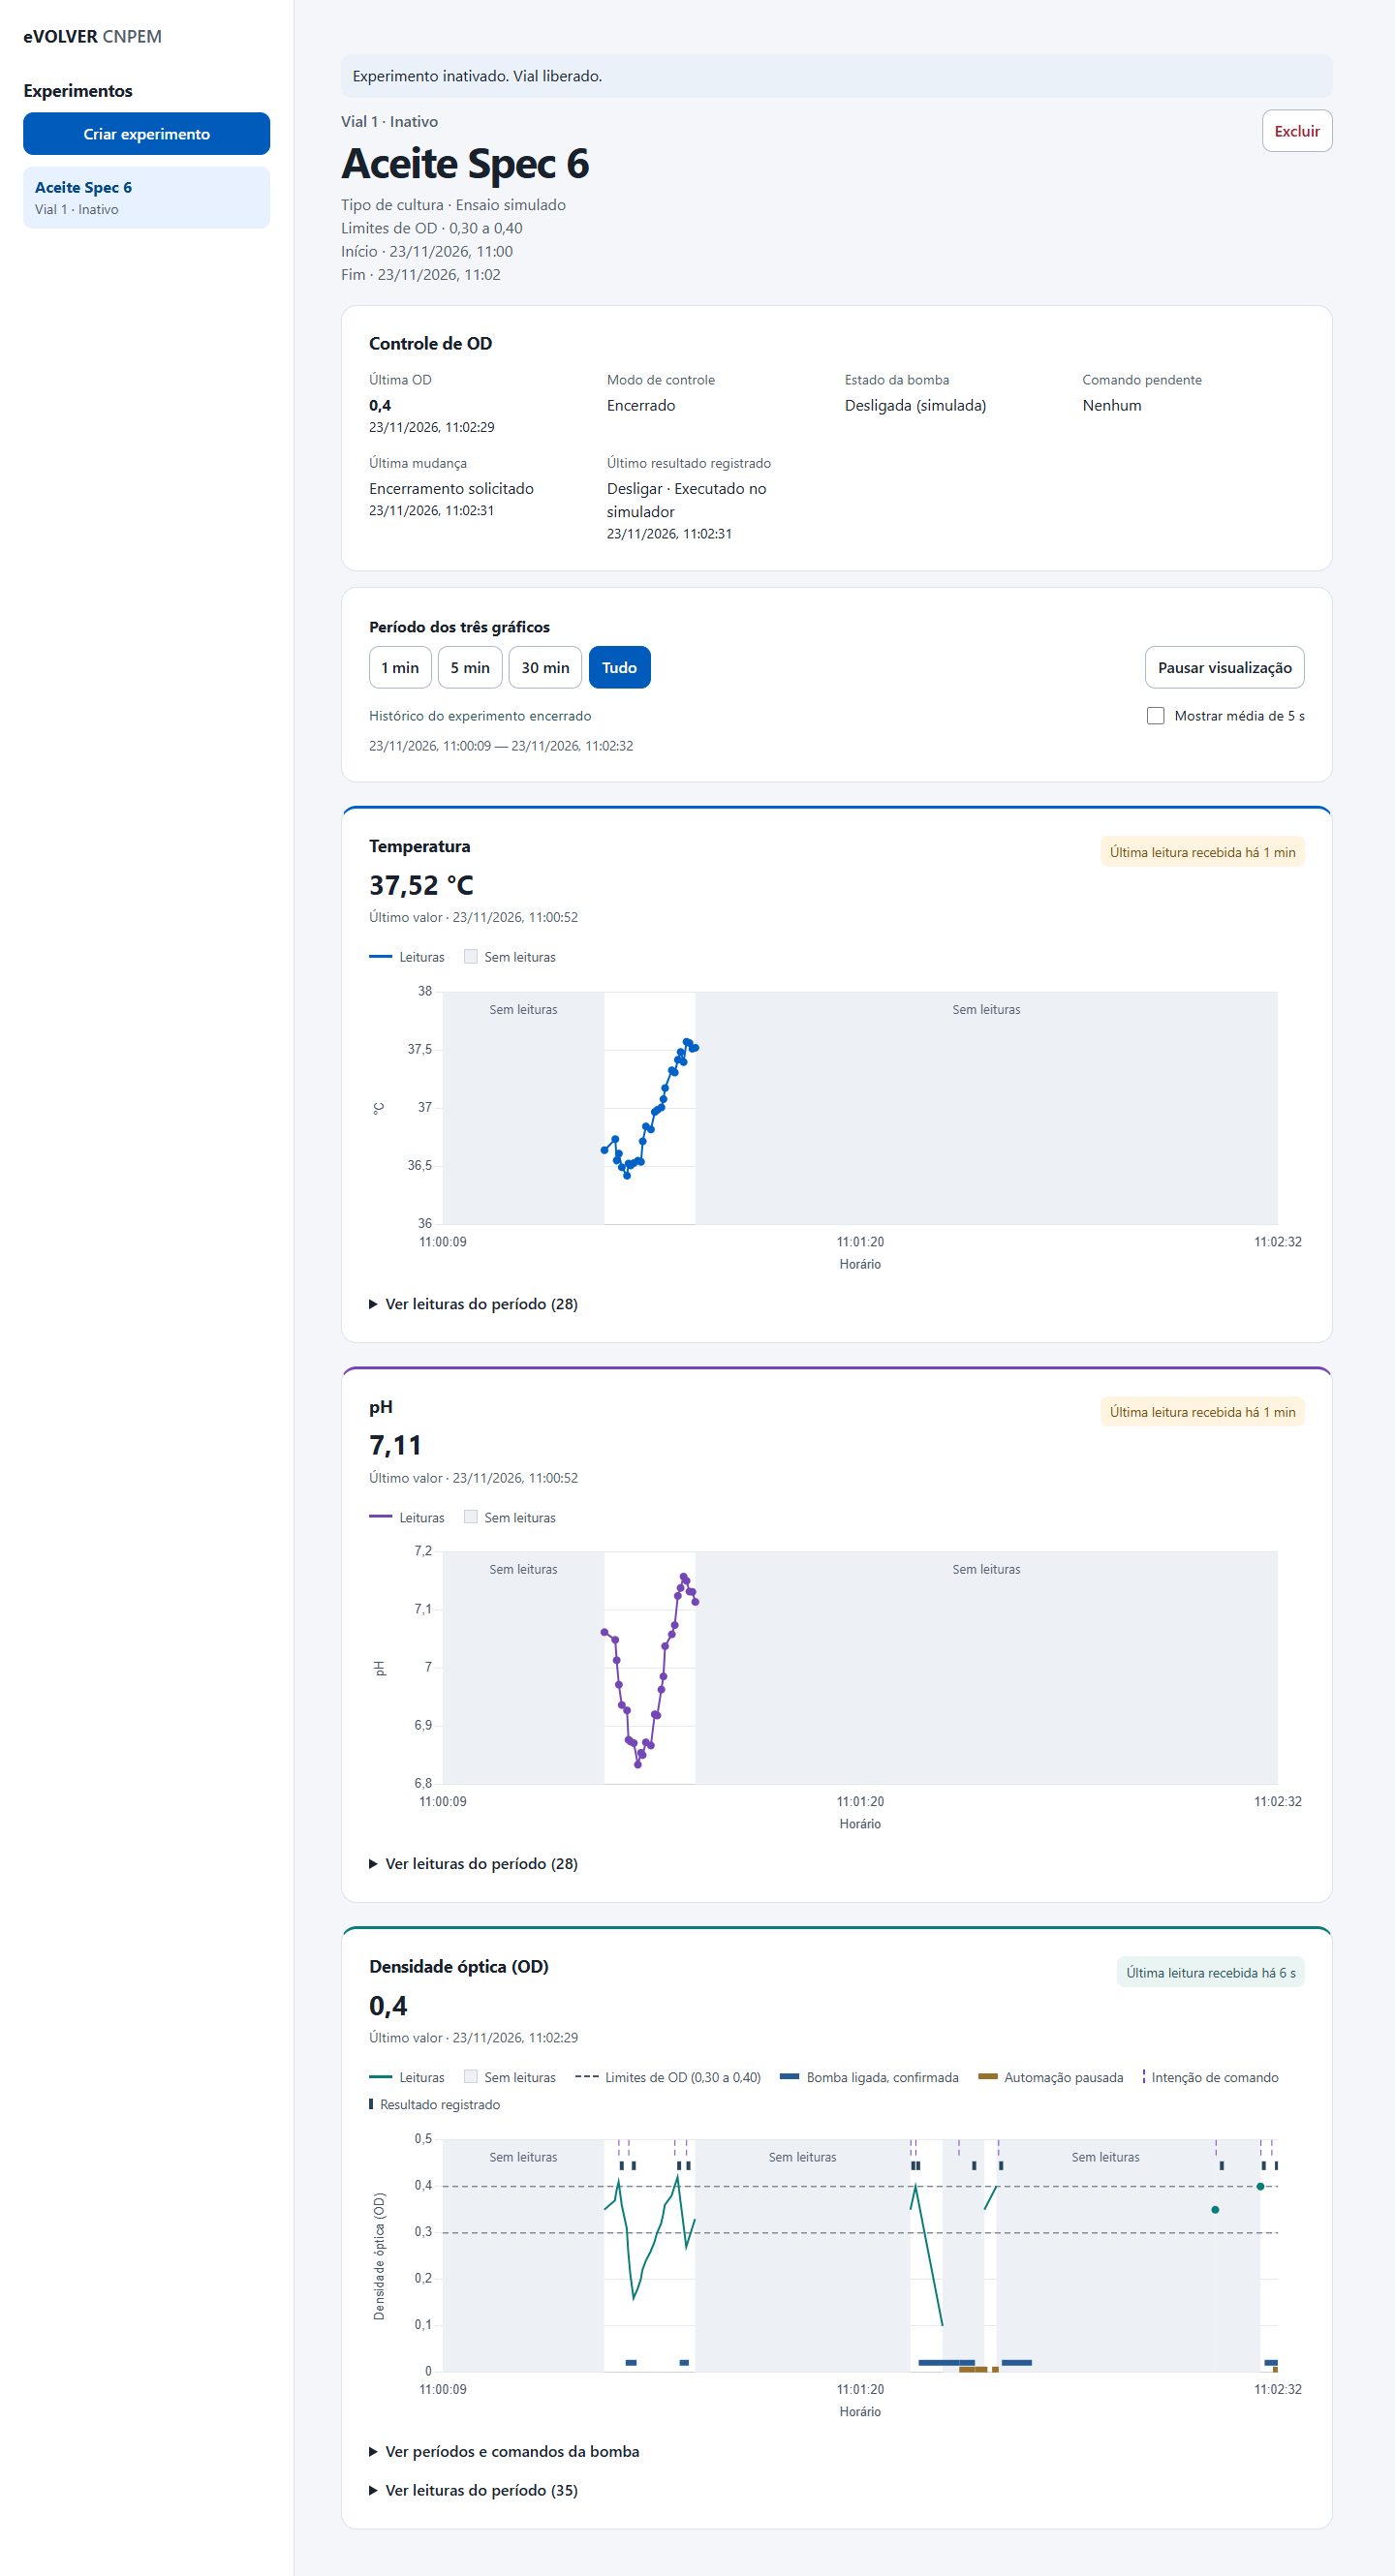 eVOLVER CNPEM
Experimentos
Criar experimento
Aceite Spec 6
Vial 1 · Inativo
Experimento inativado. Vial liberado.
Vial 1 · Inativo
Excluir
Aceite Spec 6
Tipo de cultura · Ensaio simulado
Limites de OD · 0,30 a 0,40
Início · 23/11/2026, 11:00
Fim · 23/11/2026, 11:02
Controle de OD
Última OD
0,4
23/11/2026, 11:02:29
Modo de controle
Encerrado
Estado da bomba
Desligada (simulada)
Comando pendente
Nenhum
Última mudança
Encerramento solicitado
23/11/2026, 11:02:31
Último resultado registrado
Desligar · Executado no
simulador
23/11/2026, 11:02:31
Período dos três gráficos
1 min
5 min
30 min
Tudo
Pausar visualização
Histórico do experimento encerrado
Mostrar média de 5 s
23/11/2026, 11:00:09 — 23/11/2026, 11:02:32
Temperatura
Última leitura recebida há 1 min
37,52 °C
Último valor · 23/11/2026, 11:00:52
Leituras
Sem leituras
38
Sem leituras
Sem leituras
37,5
37
°C
36,5
36
11:00:09
11:01:20
11:02:32
Horário
▶ Ver leituras do período (28)
pH
Última leitura recebida há 1 min
7,11
Último valor · 23/11/2026, 11:00:52
Leituras
Sem leituras
7,2
Sem leituras
Sem leituras
7,1
7
pH
6,9
6,8
11:00:09
11:01:20
11:02:32
Horário
▶ Ver leituras do período (28)
Densidade óptica (OD)
Última leitura recebida há 6 s
0,4
Último valor · 23/11/2026, 11:02:29
Leituras
Sem leituras
Limites de OD (0,30 a 0,40)
Bomba ligada, confirmada
Automação pausada
Intenção de comando
Resultado registrado
0,5
Sem leituras
Sem leituras
Sem leituras
0,4
0,3
Densidade óptica (OD)
0,2
0,1
0
11:00:09
11:01:20
11:02:32
Horário
▶ Ver períodos e comandos da bomba
▶ Ver leituras do período (35)